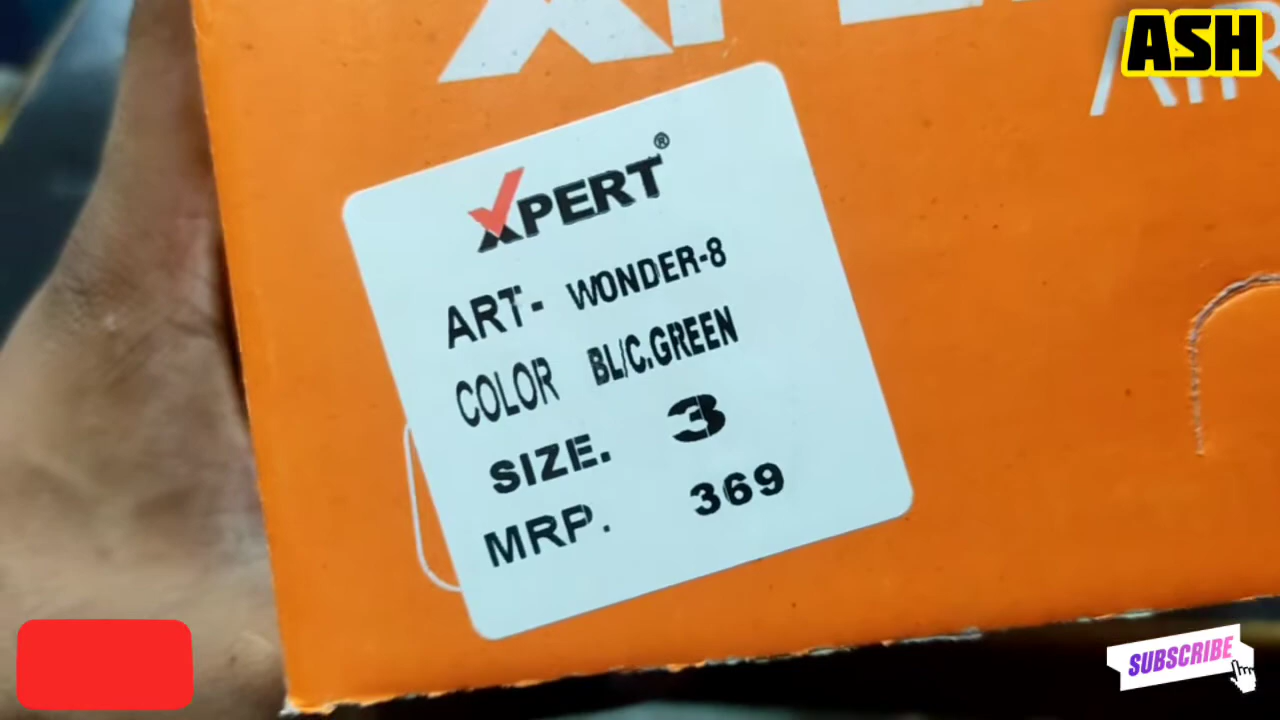 ASH
XPERT®
ART- WONDER-8
COLOR BL/C.GREEN
SIZE. 3
MRP. 369
SUBSCRIBE